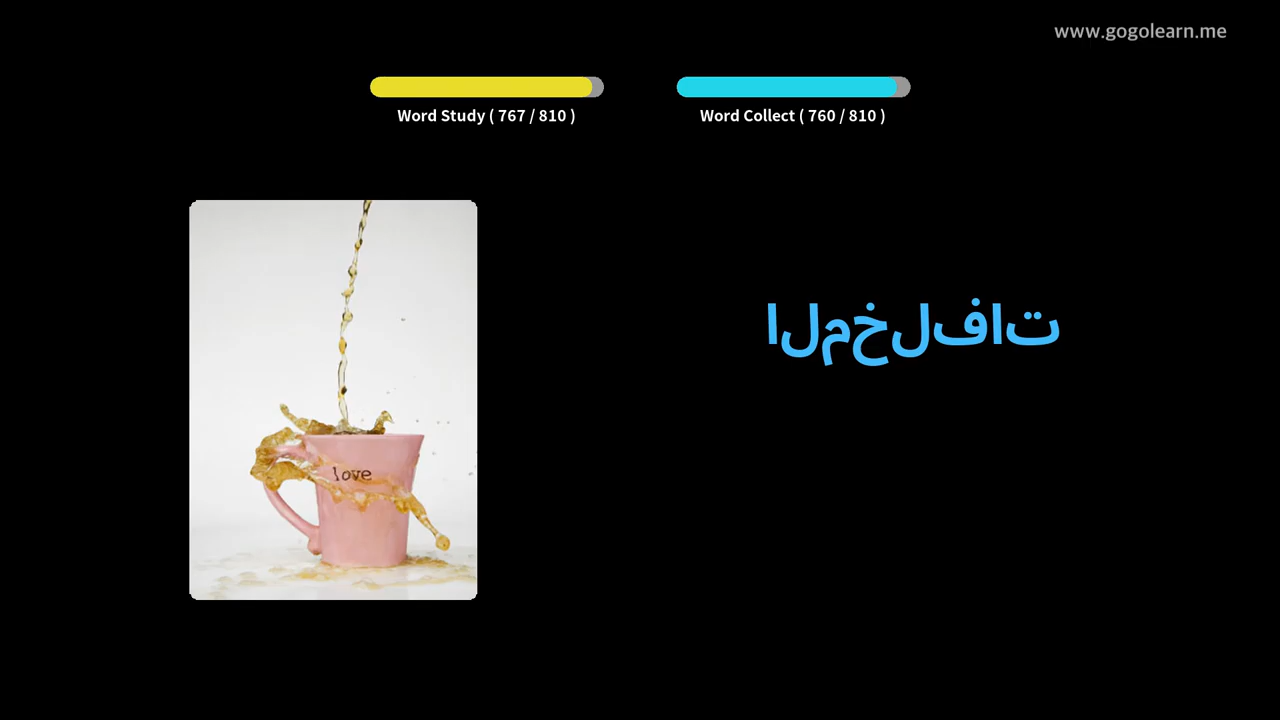 www.gogolearn.me
Word Study ( 767 / 810 )
Word Collect ( 760 / 810 )
love
المخلفات